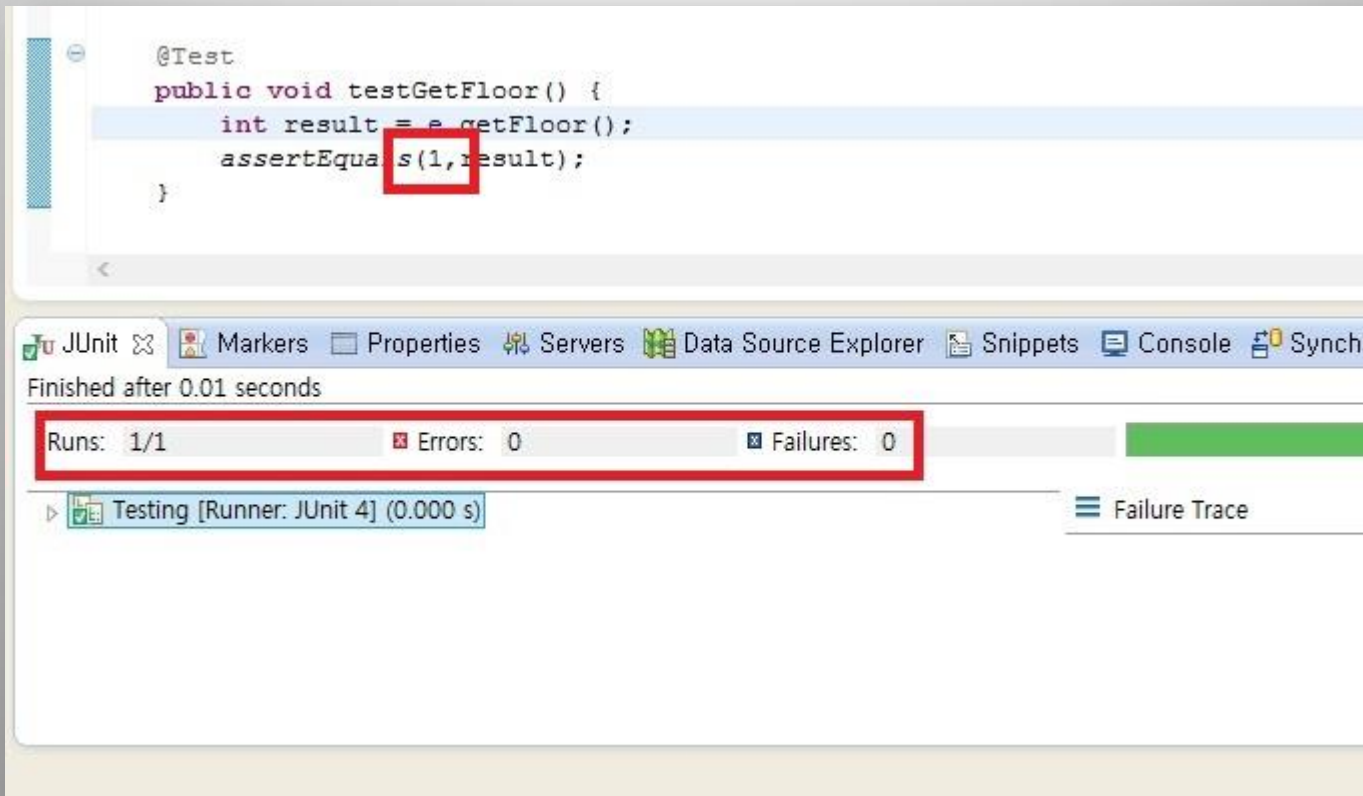 @Test
public void testGetFloor() {
int result = e.getFloor();
assertEquals(1,result);
}
JUnit Markers Properties Servers Data Source Explorer Snippets Console Synch
Finished after 0.01 seconds
Runs: 1/1 Errors: 0 Failures: 0
Testing [Runner: JUnit 4] (0.000 s) Failure Trace